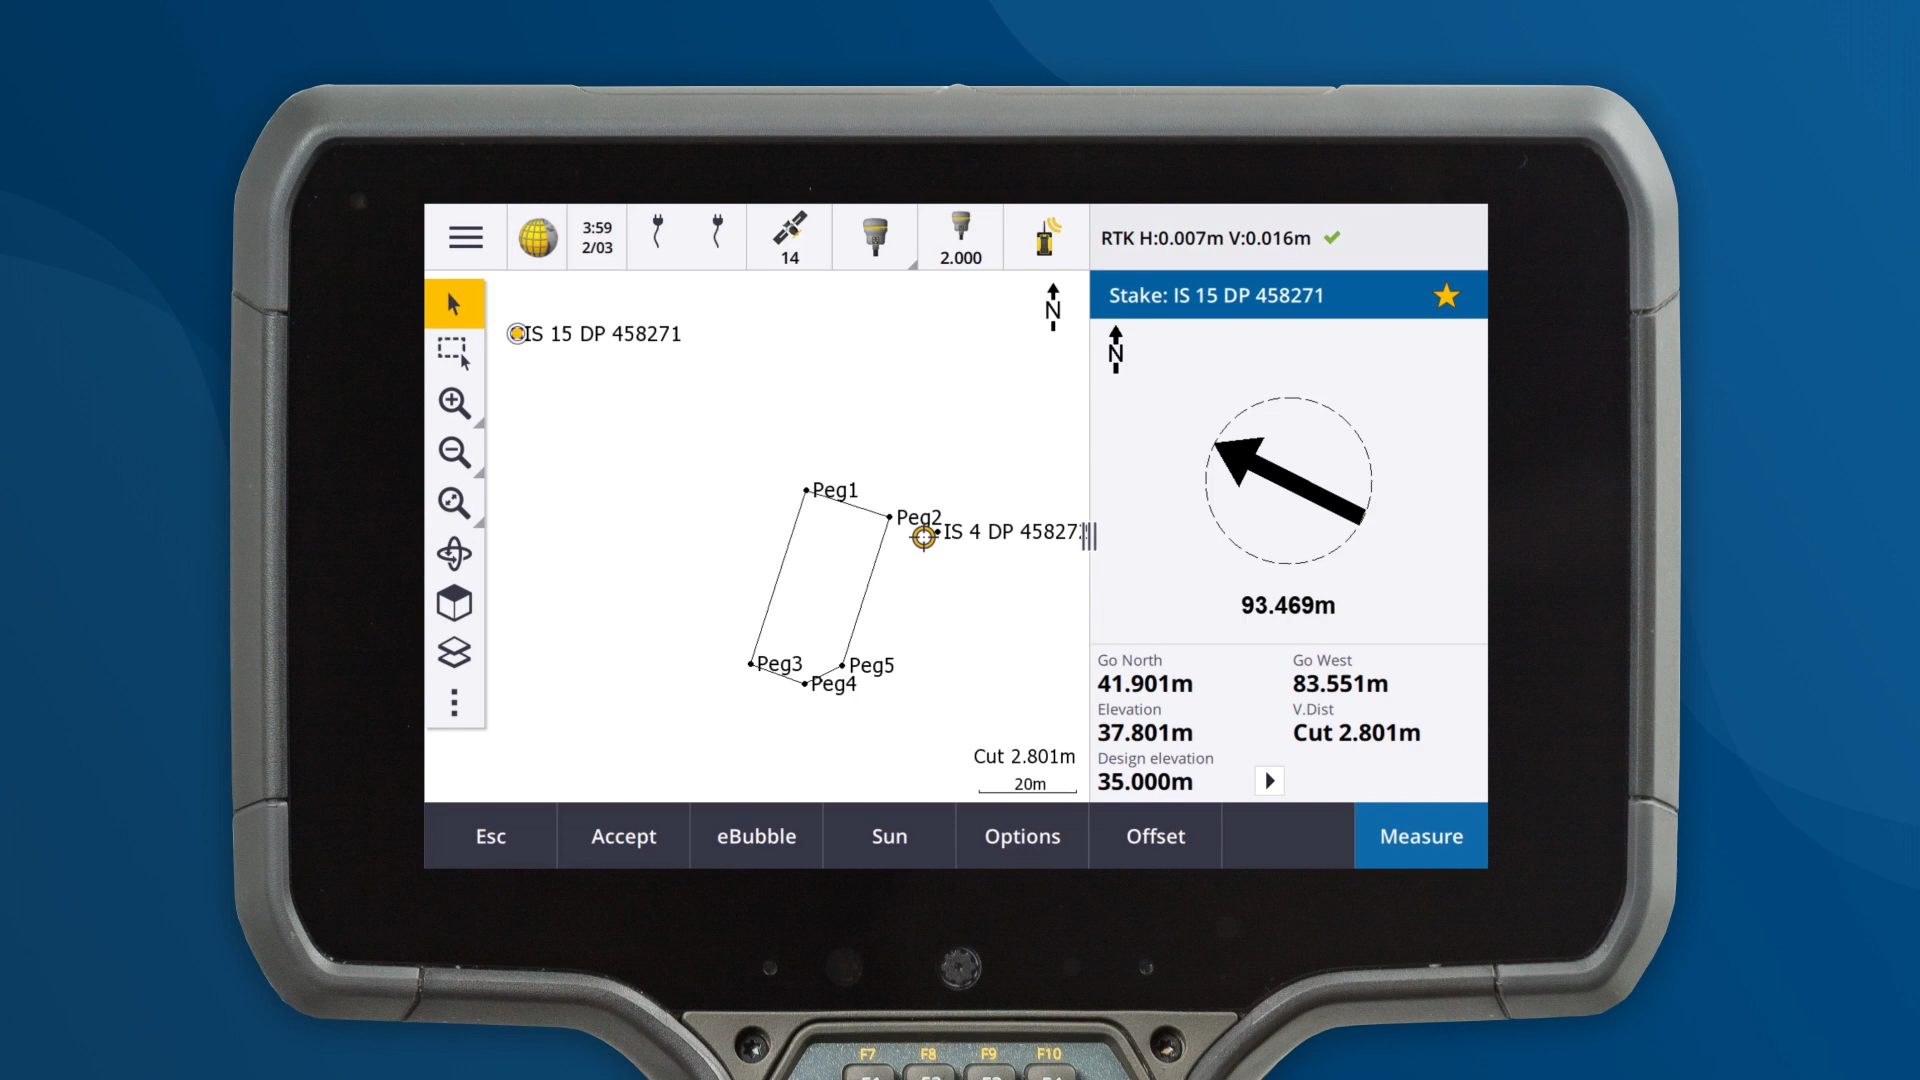 3:59
2/03
14
2.000
RTK H:0.007m V:0.016m
Stake: IS 15 DP 458271
N
N
IS 15 DP 458271
Peg1
Peg2
IS 4 DP 45827
Peg3
Peg4
Peg5
93.469m
Go North
41.901m
Go West
83.551m
Elevation
37.801m
V.Dist
Cut 2.801m
Design elevation
35.000m
Cut 2.801m
20m
Esc
Accept
eBubble
Sun
Options
Offset
Measure
F7
F8
F9
F10